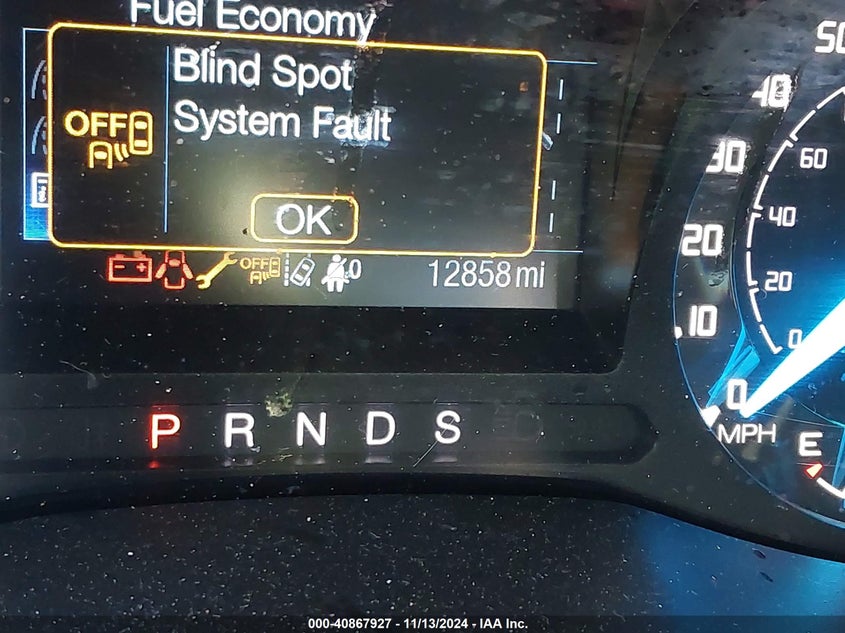 Fuel Economy
Blind Spot
OFF System Fault
OK
OFF 0 12858 mi
P R N D S
50
40
30
20
10
0
MPH
60
40
20
0
E
000-40867927 - 11/13/2024 - IAA Inc.